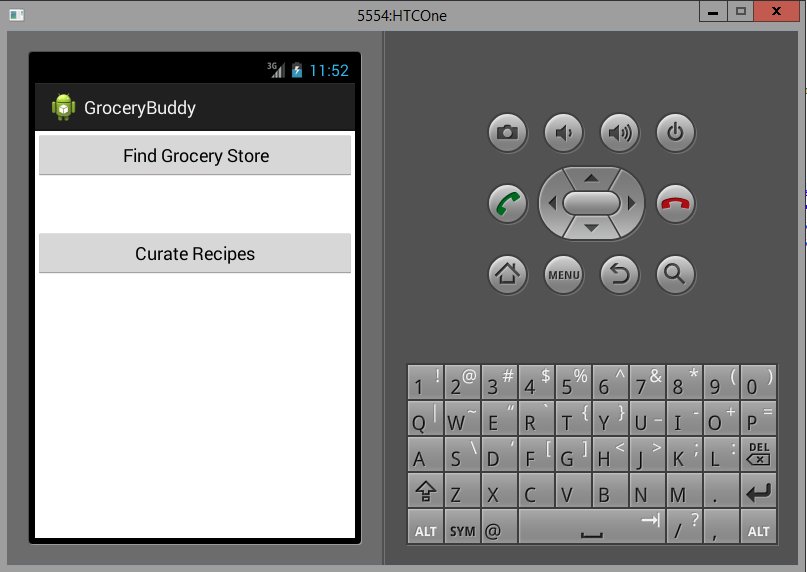 5554:HTCOne
3G 11:52
GroceryBuddy
Find Grocery Store
Curate Recipes
MENU
1 ! 2 @ 3 # 4 $ 5 % 6 ^ 7 & 8 * 9 ( 0 )
Q | W ~ E “ R ` T { Y } U _ I - O + P =
A S \ D ‘ F [ G ] H < J > K ; L : DEL
Z X C V B N M .
ALT SYM @ / ? , ALT